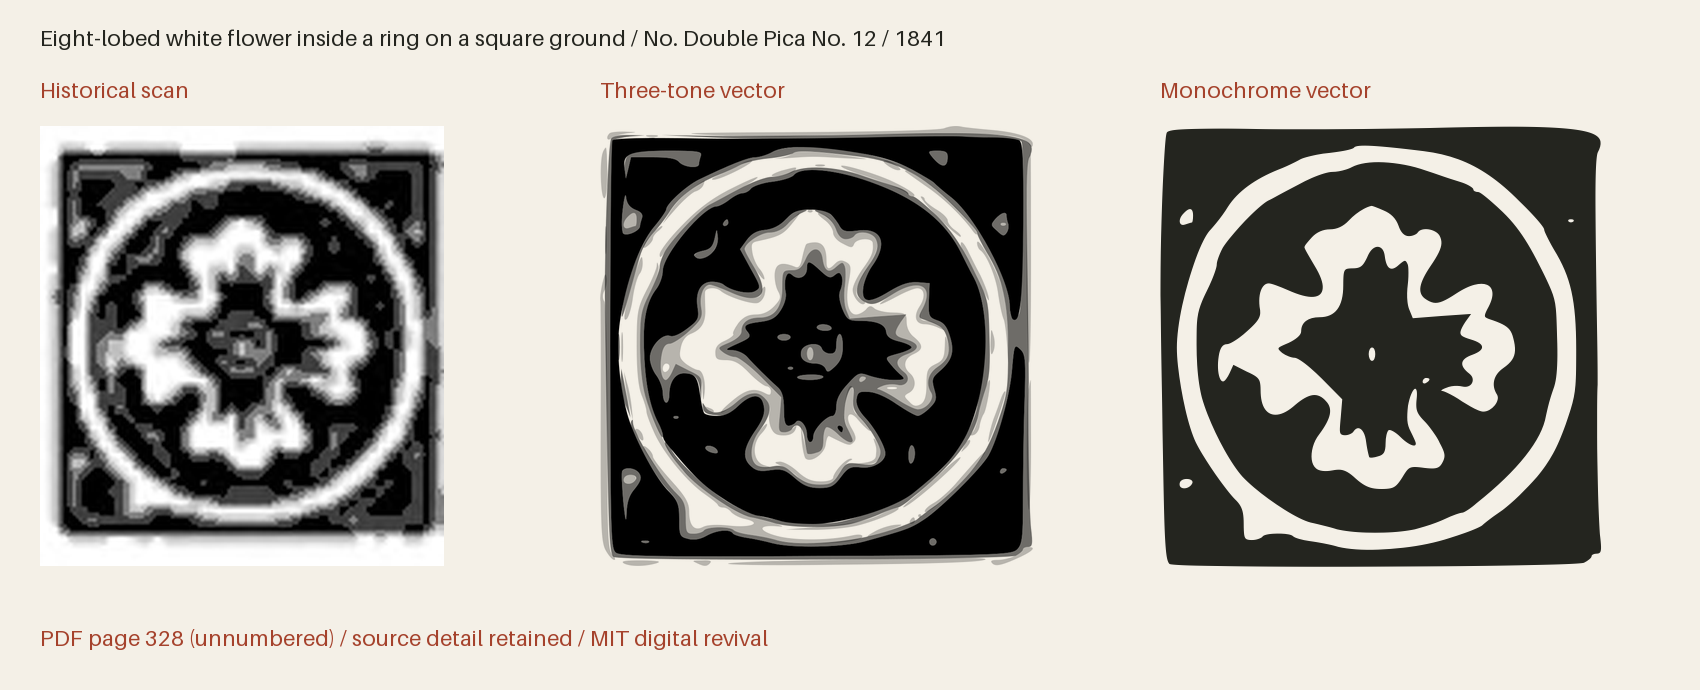 Eight-lobed white flower inside a ring on a square ground / No. Double Pica No. 12 / 1841
Historical scan
Three-tone vector
Monochrome vector
PDF page 328 (unnumbered) / source detail retained / MIT digital revival